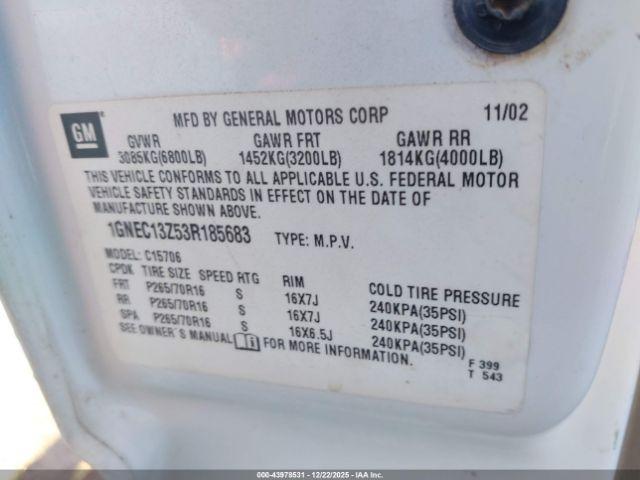 GM
MFD BY GENERAL MOTORS CORP 11/02
GVWR GAWR FRT GAWR RR
3085KG(6800LB) 1452KG(3200LB) 1814KG(4000LB)
THIS VEHICLE CONFORMS TO ALL APPLICABLE U.S. FEDERAL MOTOR
VEHICLE SAFETY STANDARDS IN EFFECT ON THE DATE OF
MANUFACTURE SHOWN ABOVE.
1GNEC13Z53R185683 TYPE: M.P.V.
MODEL: C15706
CPDK TIRE SIZE SPEED RTG RIM COLD TIRE PRESSURE
FRT P265/70R16 S 16X7J 240KPA(35PSI)
RR P265/70R16 S 16X7J 240KPA(35PSI)
SPA P265/70R16 S 16X6.5J 240KPA(35PSI)
SEE OWNER'S MANUAL FOR MORE INFORMATION.
F 399
T 543
00-43978531 - 12/22/2025 - IAA Inc.